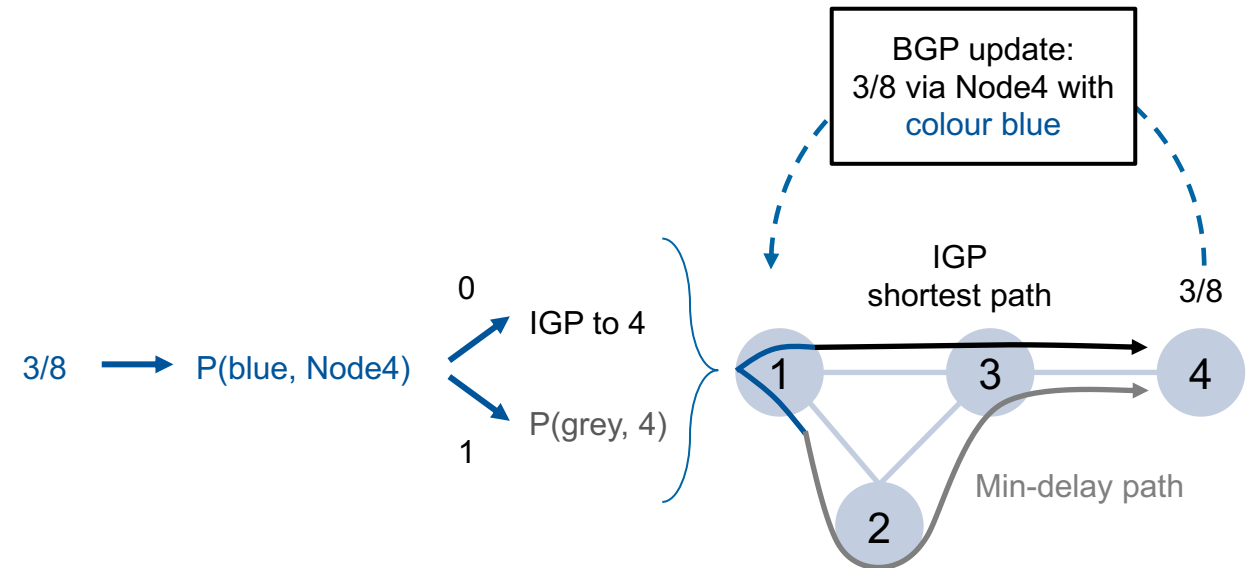 BGP update:
3/8 via Node4 with
colour blue
IGP
shortest path
3/8
0
IGP to 4
3/8
P(blue, Node4)
1
3
4
P(grey, 4)
1
Min-delay path
2